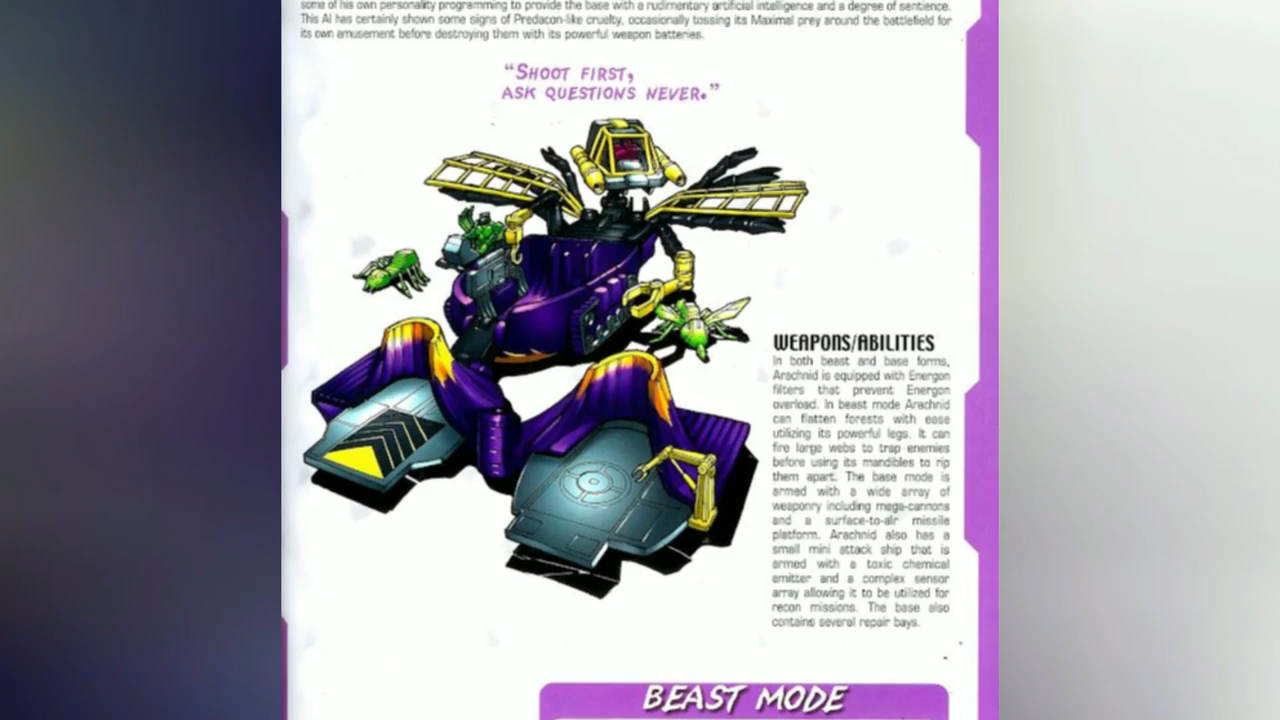 some of his own personality programming to provide the base with a rudimentary artificial intelligence and a degree of sentience.
This AI has certainly shown some signs of Predacon-like cruelty, occasionally tossing its Maximal prey around the battlefield for
its own amusement before destroying them with its powerful weapon batteries.
"SHOOT FIRST,
ASK QUESTIONS NEVER."
WEAPONS/ABILITIES
In both beast and base forms,
Arachnid is equipped with Energon
filters that prevent Energon
overload. In beast mode Arachnid
can flatten forests with ease
utilizing its powerful legs. It can
fire large webs to trap enemies
before using its mandibles to rip
them apart. The base mode is
armed with a wide array of
weaponry including mega-cannons
and a surface-to-air missile
platform. Arachnid also has a
small mini attack ship that is
armed with a toxic chemical
emitter and a complex sensor
array allowing it to be utilized for
recon missions. The base also
contains several repair bays.
BEAST MODE